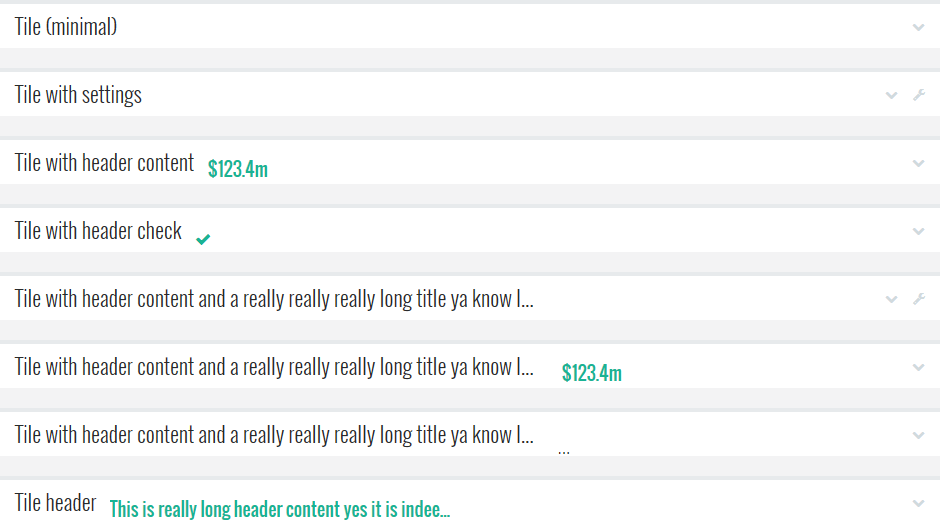 Tile (minimal)
Tile with settings
Tile with header content $123.4m
Tile with header check
Tile with header content and a really really really long title ya know I...
Tile with header content and a really really really long title ya know I... $123.4m
Tile with header content and a really really really long title ya know I... ...
Tile header This is really long header content yes it is indee...